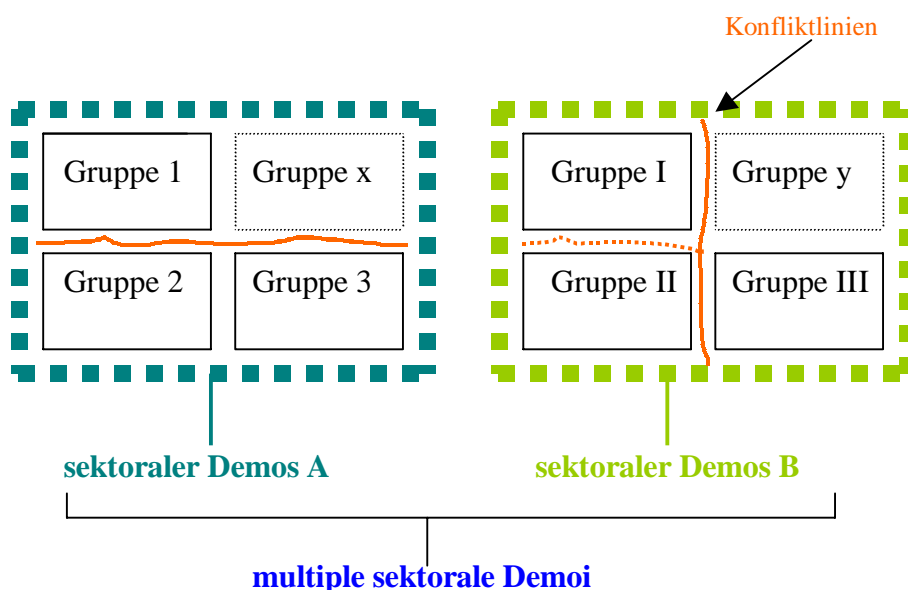 Konfliktlinien
Gruppe 1
Gruppe x
Gruppe I
Gruppe y
Gruppe 2
Gruppe 3
Gruppe II
Gruppe III
sektoraler Demos A
sektoraler Demos B
multiple sektorale Demoi